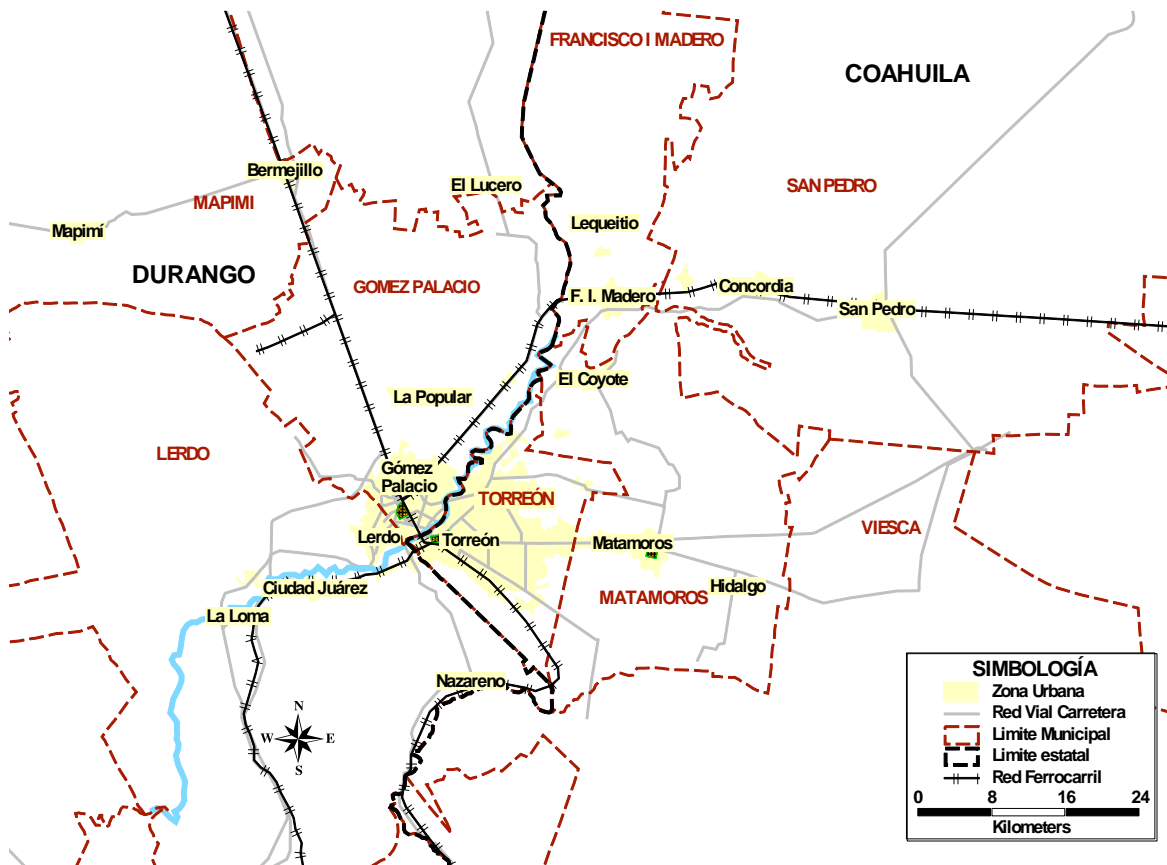 FRANCISCO I MADERO
COAHUILA
Bermejillo
El Lucero
SAN PEDRO
MAPIMI
Mapimí
Lequeitio
DURANGO
GOMEZ PALACIO
Concordia
F. I. Madero
San Pedro
El Coyote
La Popular
LERDO
Gómez
Palacio
TORREÓN
VIESCA
Lerdo
Torreón
Matamoros
Ciudad Juárez
Hidalgo
MATAMOROS
La Loma
Nazareno
N
W
E
S
SIMBOLOGÍA
Zona Urbana
Red Vial Carretera
Limite Municipal
Limite estatal
Red Ferrocarril
0 8 16 24
Kilometers